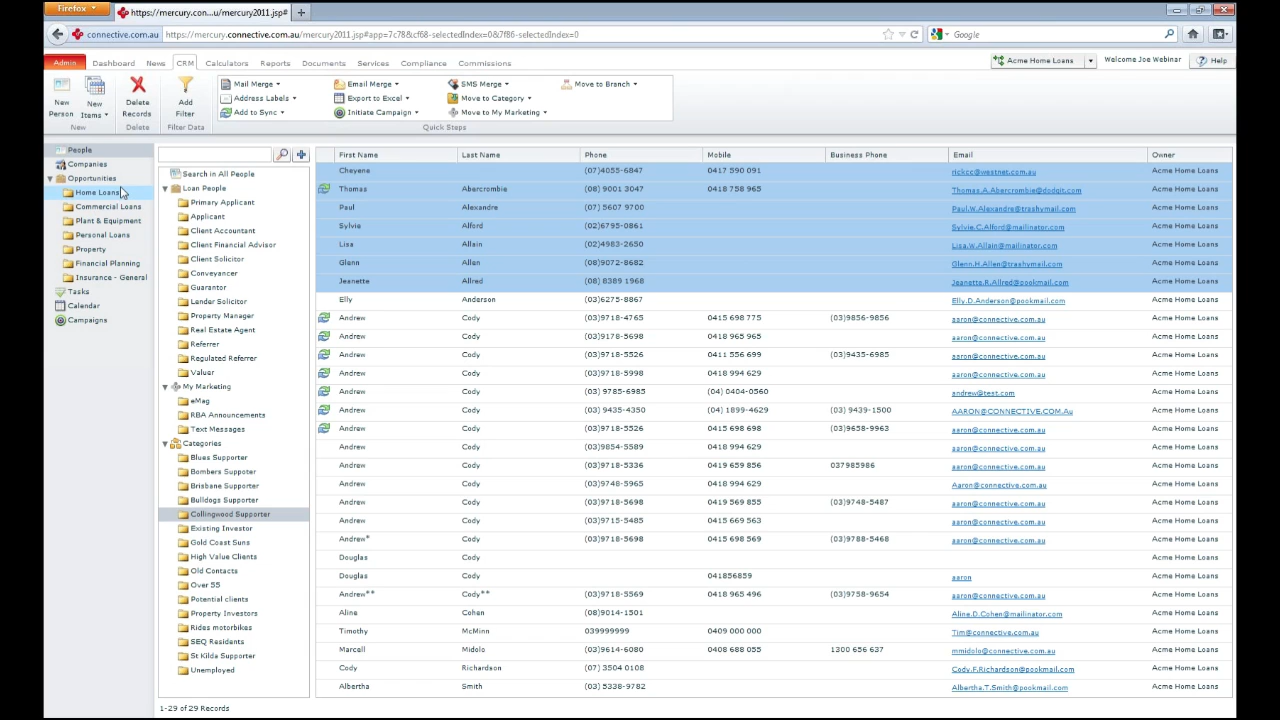 Firefox
https://mercury.con...u/mercury2011.jsp#
connective.com.au
https://mercury.connective.com.au/mercury2011.jsp#app=7c78&cf68-selectedIndex=0&7f86-selectedIndex=0
Google
Admin Dashboard News CRM Calculators Reports Documents Services Compliance Commissions
Acme Home Loans Welcome Joe Webinar Help
New Person
New Items
Delete Records
Add Filter
Mail Merge Email Merge SMS Merge Move to Branch
Address Labels Export to Excel Move to Category
Add to Sync Initiate Campaign Move to My Marketing
New Delete Filter Data Quick Steps
People
Companies
Opportunities
Home Loans
Commercial Loans
Plant & Equipment
Personal Loans
Property
Financial Planning
Insurance - General
Tasks
Calendar
Campaigns
Search in All People
Loan People
Primary Applicant
Applicant
Client Accountant
Client Financial Advisor
Client Solicitor
Conveyancer
Guarantor
Lender Solicitor
Property Manager
Real Estate Agent
Referrer
Regulated Referrer
Valuer
My Marketing
eMag
RBA Announcements
Text Messages
Categories
Blues Supporter
Bombers Supporter
Brisbane Supporter
Bulldogs Supporter
Collingwood Supporter
Existing Investor
Gold Coast Suns
High Value Clients
Old Contacts
Over 55
Potential clients
Property Investors
Rides motorbikes
SEQ Residents
St Kilda Supporter
Unemployed
First Name Last Name Phone Mobile Business Phone Email Owner
Cheyene (07)4055-6847 0417 590 091 rickcc@westnet.com.au Acme Home Loans
Thomas Abercrombie (08) 9001 3047 0418 758 965 Thomas.A.Abercrombie@dodgit.com Acme Home Loans
Paul Alexandre (07) 5607 9700 Paul.W.Alexandre@trashymail.com Acme Home Loans
Sylvie Alford (02)6795-0861 Sylvie.C.Alford@mailinator.com Acme Home Loans
Lisa Allain (02)4983-2650 Lisa.W.Allain@mailinator.com Acme Home Loans
Glenn Allen (08)9072-8682 Glenn.H.Allen@trashymail.com Acme Home Loans
Jeanette Allred (08) 8389 1968 Jeanette.R.Allred@pookmail.com Acme Home Loans
Elly Anderson (03)6275-8867 Elly.D.Anderson@pookmail.com Acme Home Loans
Andrew Cody (03)9718-4765 0415 698 775 (03)9856-9856 aaron@connective.com.au Acme Home Loans
Andrew Cody (03)9178-5698 0418 965 965 aaron@connective.com.au Acme Home Loans
Andrew Cody (03)9718-5526 0411 556 699 (03)9435-6985 aaron@connective.com.au Acme Home Loans
Andrew Cody (03)9718-5998 0418 994 629 aaron@connective.com.au Acme Home Loans
Andrew Cody (03) 9785-6985 (04) 0404-0560 andrew@test.com Acme Home Loans
Andrew Cody (03) 9435-4350 (04) 1899-4629 (03) 9439-1500 AARON@CONNECTIVE.COM.Au Acme Home Loans
Andrew Cody (03)9718-5526 0415 698 698 (03)9658-9963 aaron@connective.com.au Acme Home Loans
Andrew Cody (03)9854-5589 0418 994 629 aaron@connective.com.au Acme Home Loans
Andrew Cody (03)9718-5336 0419 659 856 037985986 aaron@connective.com.au Acme Home Loans
Andrew Cody (03)9748-5965 0418 994 629 Aaron@connective.com.au Acme Home Loans
Andrew Cody (03)9718-5698 0419 569 855 (03)9748-5487 aaron@connective.com.au Acme Home Loans
Andrew Cody (03)9715-5485 0415 669 563 aaron@connective.com.au Acme Home Loans
Andrew* Cody (03)9718-5698 0415 698 569 (03)9788-5468 aaron@connective.com.au Acme Home Loans
Douglas Cody Acme Home Loans
Douglas Cody 041856859 aaron Acme Home Loans
Andrew** Cody** (03)9718-5569 0418 965 496 (03)9758-9654 aaron@connective.com.au Acme Home Loans
Aline Cohen (08)9014-1501 Aline.D.Cohen@mailinator.com Acme Home Loans
Timothy McMinn 039999999 0409 000 000 Tim@connective.com.au Acme Home Loans
Marcell Midolo (03)9614-6080 0408 688 055 1300 656 637 mmidolo@connective.com.au Acme Home Loans
Cody Richardson (07) 3504 0108 Cody.F.Richardson@pookmail.com Acme Home Loans
Albertha Smith (03) 5338-9782 Albertha.T.Smith@pookmail.com Acme Home Loans
1-29 of 29 Records